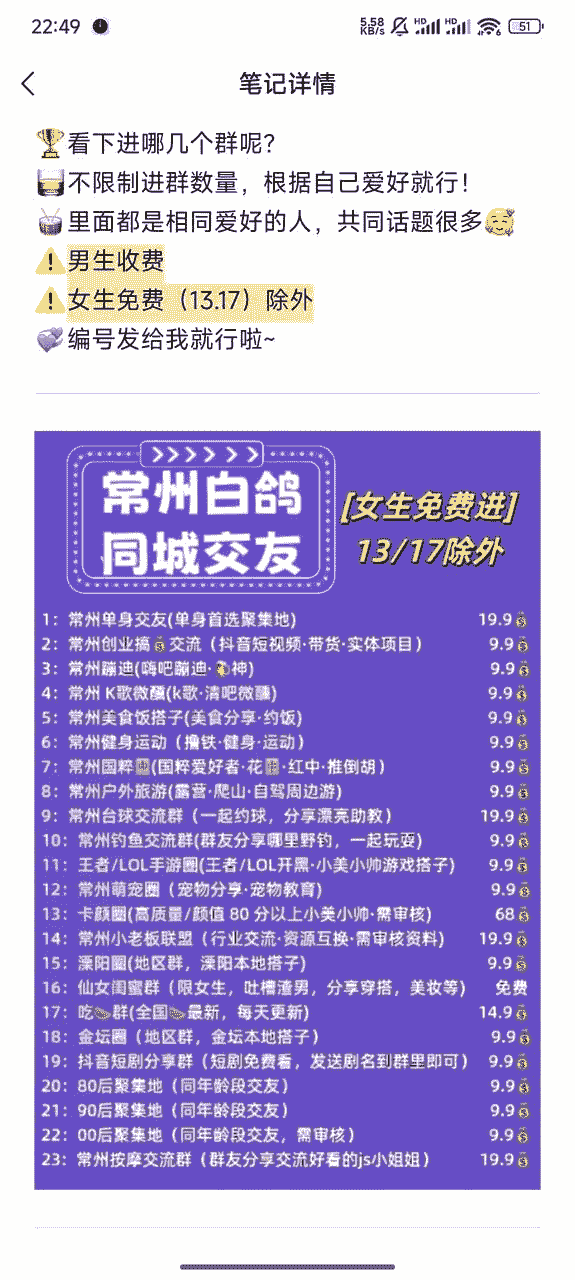 22:49
5.58 KB/s HD HD 6 51
笔记详情
🏆看下进哪几个群呢?
🥃不限制进群数量，根据自己爱好就行！
🥁里面都是相同爱好的人，共同话题很多🥰
⚠️男生收费
⚠️女生免费（13.17）除外
💞编号发给我就行啦~
常州白鸽
同城交友
[女生免费进]
13/17除外
1：常州单身交友(单身首选聚集地) 19.9💰
2：常州创业搞💰交流（抖音短视频·带货·实体项目） 9.9💰
3：常州蹦迪(嗨吧蹦迪·🍺神) 9.9💰
4：常州 K歌微醺(k歌·清吧微醺) 9.9💰
5：常州美食饭搭子(美食分享·约饭) 9.9💰
6：常州健身运动（撸铁·健身·运动） 9.9💰
7：常州国粹🀄(国粹爱好者·花🀄·红中·推倒胡） 9.9💰
8：常州户外旅游(露营·爬山·自驾周边游) 9.9💰
9：常州台球交流群（一起约球，分享漂亮助教） 19.9💰
10：常州钓鱼交流群(群友分享哪里野钓，一起玩耍) 9.9💰
11：王者/LOL手游圈(王者/LOL开黑·小美小帅游戏搭子) 9.9💰
12：常州萌宠圈（宠物分享·宠物教育) 9.9💰
13：卡颜圈(高质量/颜值 80 分以上小美小帅·需审核) 68💰
14：常州小老板联盟（行业交流·资源互换·需审核资料) 19.9💰
15：溧阳圈(地区群，溧阳本地搭子) 9.9💰
16：仙女闺蜜群（限女生，吐槽渣男，分享穿搭，美妆等) 免费
17：吃🍉群(全国🍉最新，每天更新) 14.9💰
18：金坛圈（地区群，金坛本地搭子） 9.9💰
19：抖音短剧分享群（短剧免费看，发送剧名到群里即可） 9.9💰
20：80后聚集地（同年龄段交友） 9.9💰
21：90后聚集地（同年龄段交友） 9.9💰
22：00后聚集地（同年龄段交友，需审核） 9.9💰
23：常州按摩交流群（群友分享交流好看的js小姐姐） 19.9💰